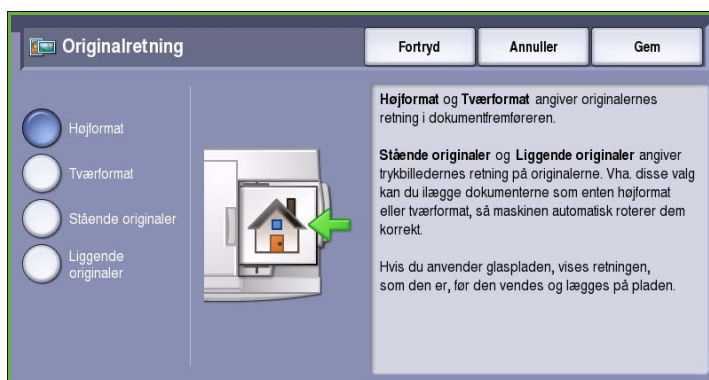 Originalretning
Fortryd
Annuller
Gem
Højformat
Tværformat
Stående originaler
Liggende
originaler
Højformat og Tværformat angiver originalernes
retning i dokumentfremføreren.
Stående originaler og Liggende originaler angiver
trykbilledernes retning på originalerne. Vha. disse valg
kan du ilægge dokumenterne som enten højformat
eller tværformat, så maskinen automatisk roterer dem
korrekt.
Hvis du anvender glaspladen, vises retningen,
som den er, før den vendes og lægges på pladen.